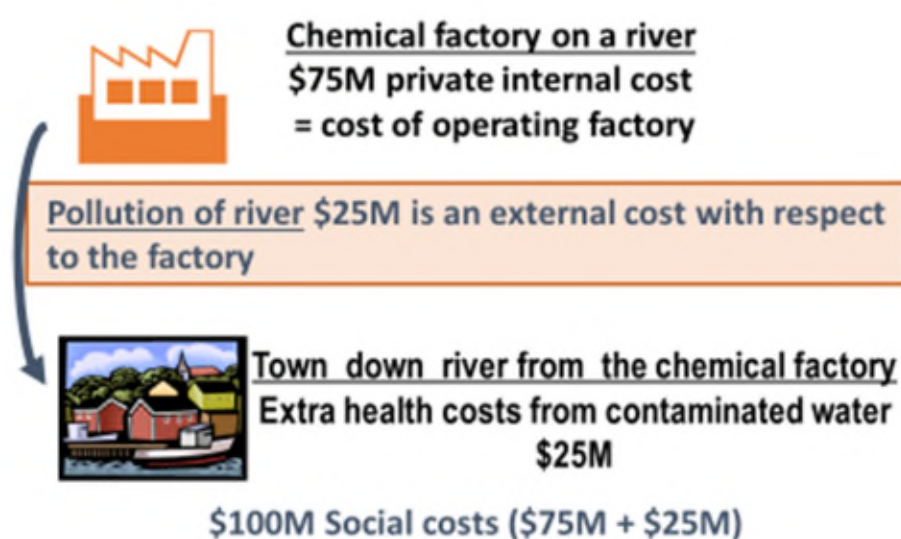 Chemical factory on a river
$75M private internal cost
= cost of operating factory
Pollution of river $25M is an external cost with respect
to the factory
Town down river from the chemical factory
Extra health costs from contaminated water
$25M
$100M Social costs ($75M + $25M)